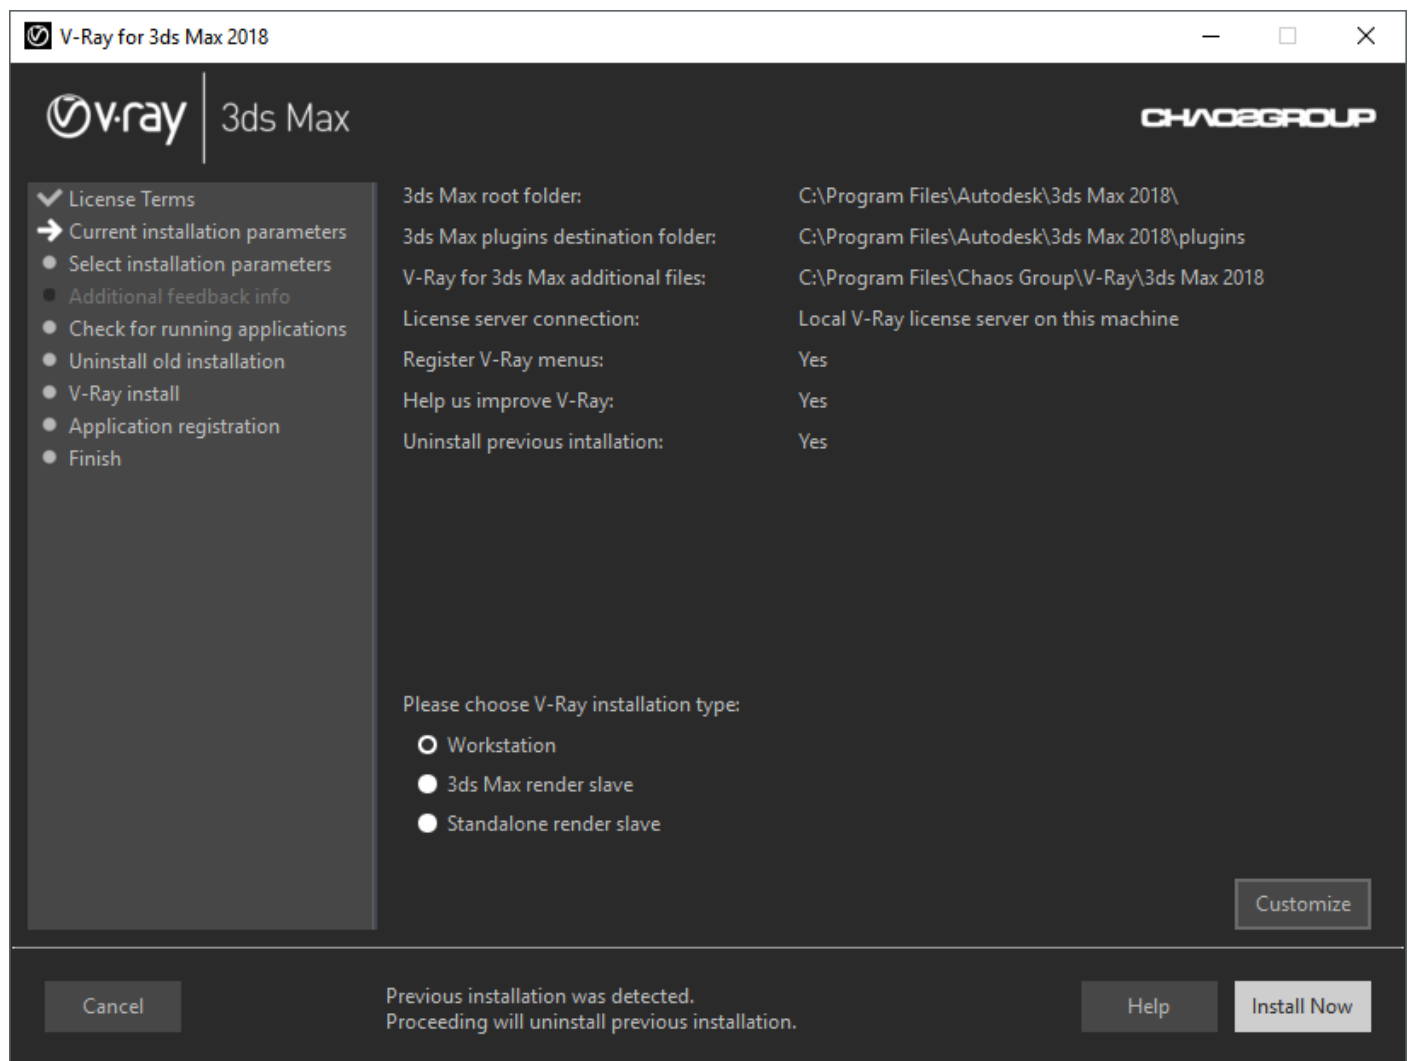 V-Ray for 3ds Max 2018
v·ray 3ds Max
CHAOSGROUP
License Terms
Current installation parameters
Select installation parameters
Additional feedback info
Check for running applications
Uninstall old installation
V-Ray install
Application registration
Finish
3ds Max root folder: C:\Program Files\Autodesk\3ds Max 2018\
3ds Max plugins destination folder: C:\Program Files\Autodesk\3ds Max 2018\plugins
V-Ray for 3ds Max additional files: C:\Program Files\Chaos Group\V-Ray\3ds Max 2018
License server connection: Local V-Ray license server on this machine
Register V-Ray menus: Yes
Help us improve V-Ray: Yes
Uninstall previous intallation: Yes
Please choose V-Ray installation type:
Workstation
3ds Max render slave
Standalone render slave
Customize
Cancel
Previous installation was detected.
Proceeding will uninstall previous installation.
Help
Install Now